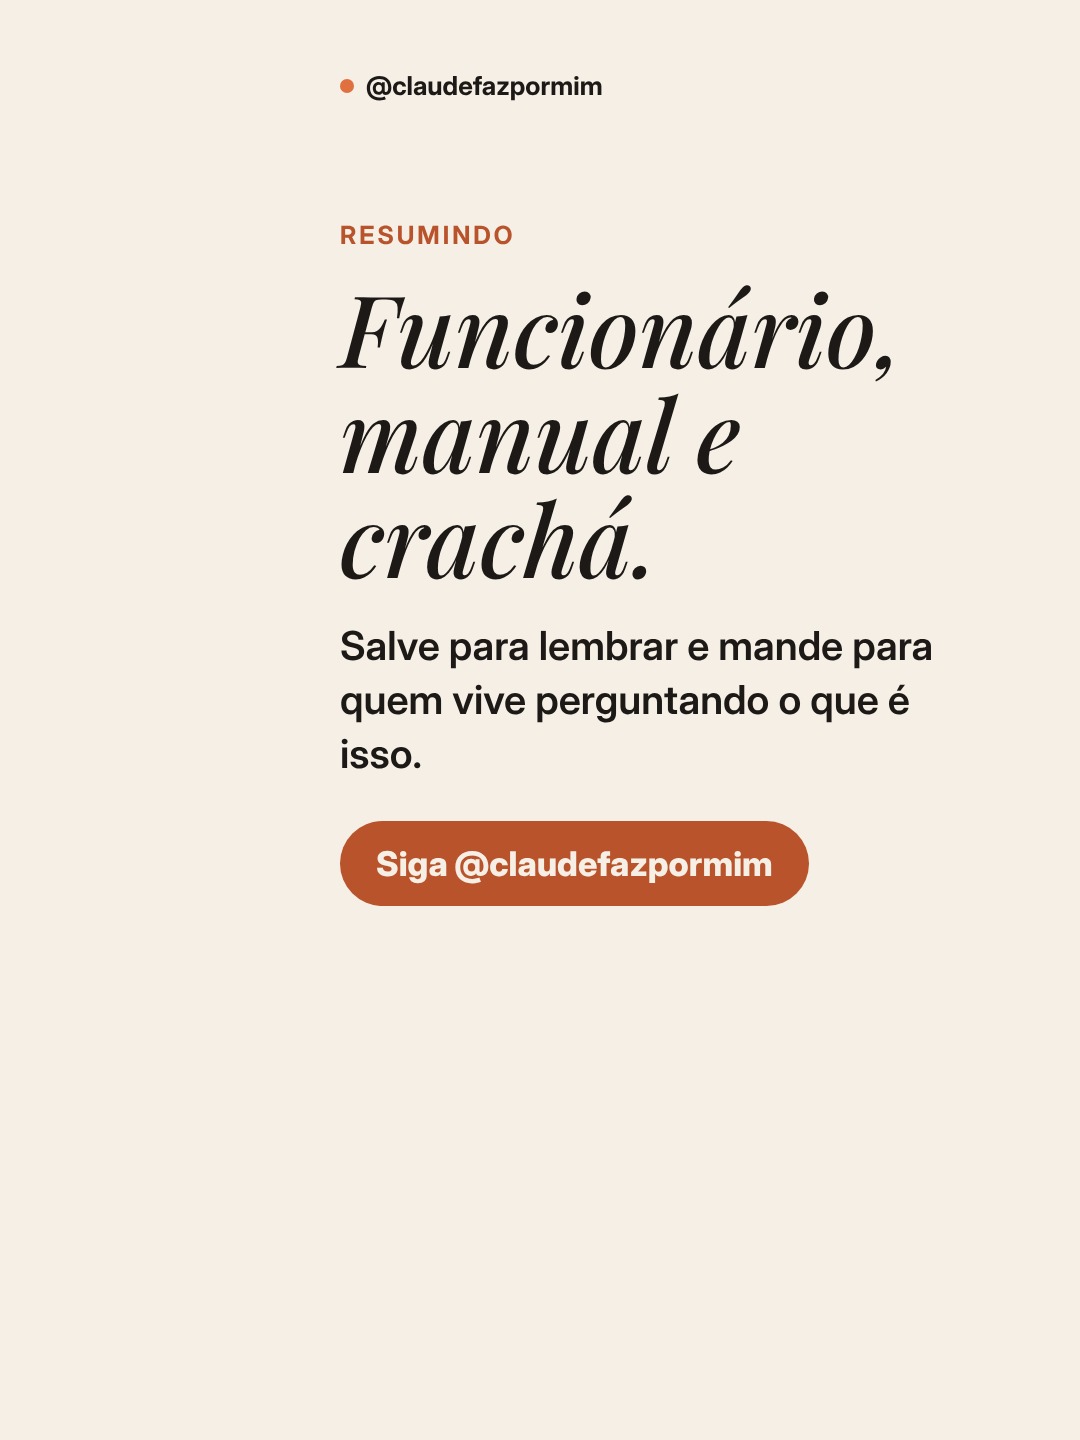 @claudefazpormim
RESUMINDO
Funcionário,
manual e
crachá.
Salve para lembrar e mande para
quem vive perguntando o que é
isso.
Siga @claudefazpormim